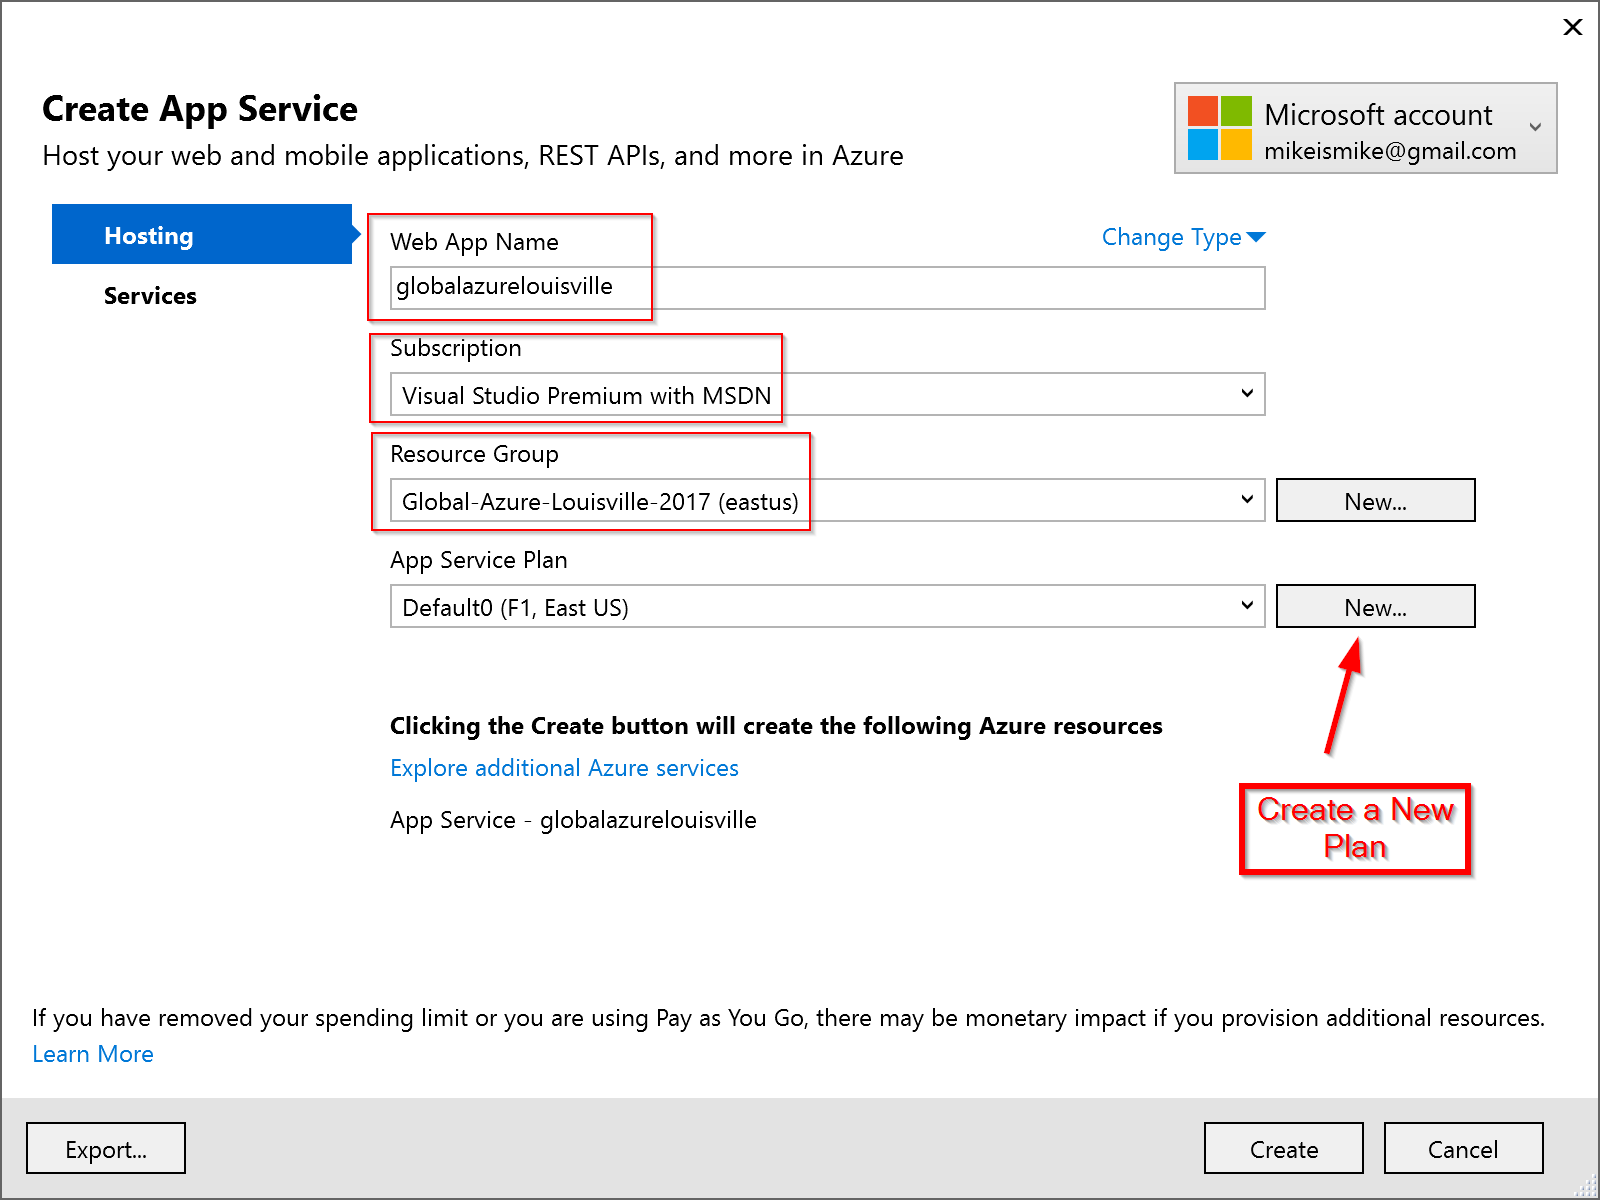 Create App Service
Host your web and mobile applications, REST APIs, and more in Azure
Microsoft account
mikeismike@gmail.com
Hosting
Services
Web App Name
Change Type
globalazurelouisville
Subscription
Visual Studio Premium with MSDN
Resource Group
Global-Azure-Louisville-2017 (eastus)
New...
App Service Plan
Default0 (F1, East US)
New...
Clicking the Create button will create the following Azure resources
Explore additional Azure services
App Service - globalazurelouisville
Create a New
Plan
If you have removed your spending limit or you are using Pay as You Go, there may be monetary impact if you provision additional resources.
Learn More
Export...
Create
Cancel